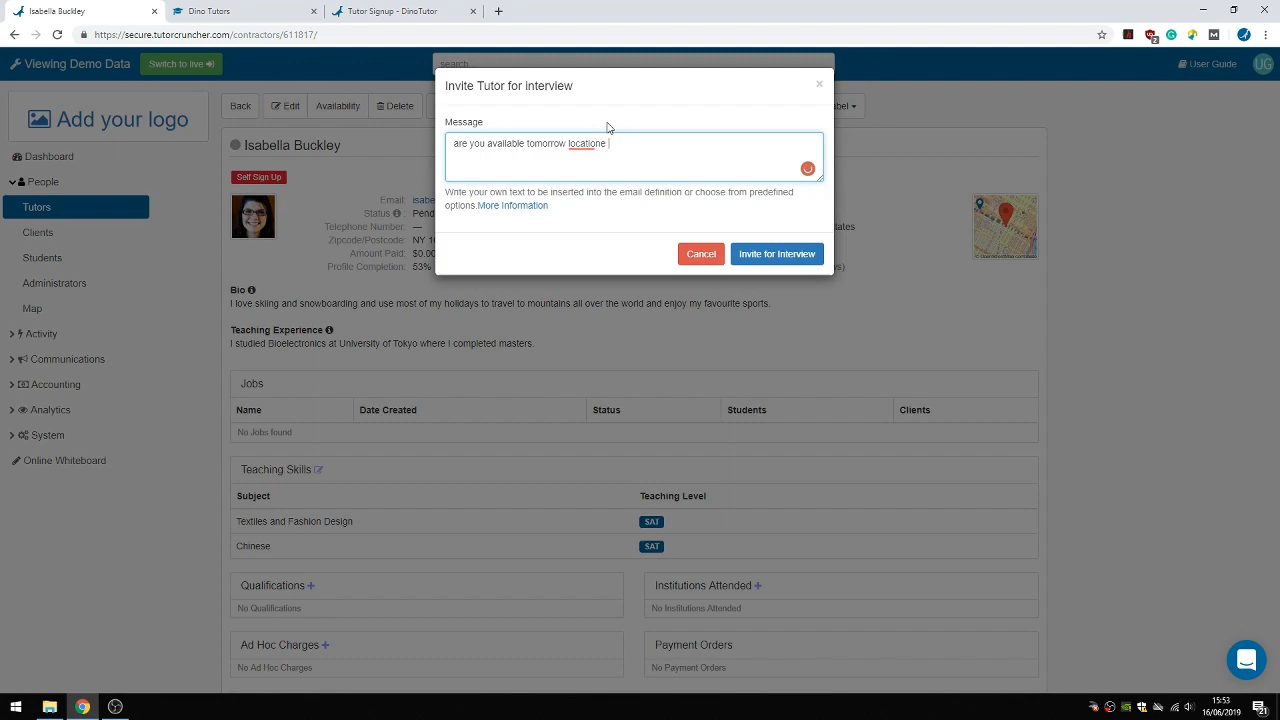 Isabella Buckley
Dino Tutors
Tutor Signup - DinoTutor
https://secure.tutorcruncher.com/contractors/611817/
Viewing Demo Data
Switch to live
search
User Guide
UG
Add your logo
Back
Edit
Availability
Delete
Invite Tutor for interview
×
Message
are you available tomorrow locatione
Write your own text to be inserted into the email definition or choose from predefined
options.More Information
Cancel
Invite for Interview
Dashboard
People
Tutors
Clients
Students
Administrators
Map
Activity
Communications
Accounting
Analytics
System
Online Whiteboard
Isabella Buckley
Self Sign Up
Email:
Status
Telephone Number: —
Zipcode/Postcode: NY 10
Amount Paid: $0.00
Profile Completion: 53%
Bio
I love skiing and snowboarding and use most of my holidays to travel to mountains all over the world and enjoy my favourite sports.
Teaching Experience
I studied Bioelectronics at University of Tokyo where I completed masters.
Jobs
Name Date Created Status Students Clients
No Jobs found
Teaching Skills
Subject Teaching Level
Textiles and Fashion Design SAT
Chinese SAT
Qualifications + Institutions Attended +
No Qualifications No Institutions Attended
Ad Hoc Charges + Payment Orders
No Ad Hoc Charges No Payment Orders
15:53
16/06/2019